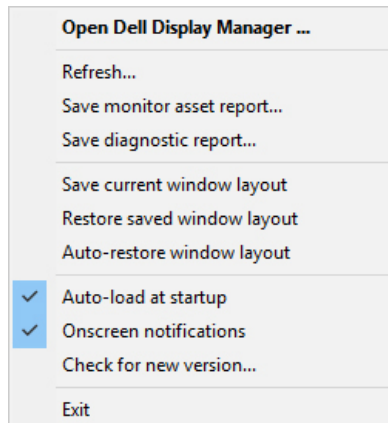 Open Dell Display Manager ...
Refresh...
Save monitor asset report...
Save diagnostic report...
Save current window layout
Restore saved window layout
Auto-restore window layout
Auto-load at startup
Onscreen notifications
Check for new version...
Exit